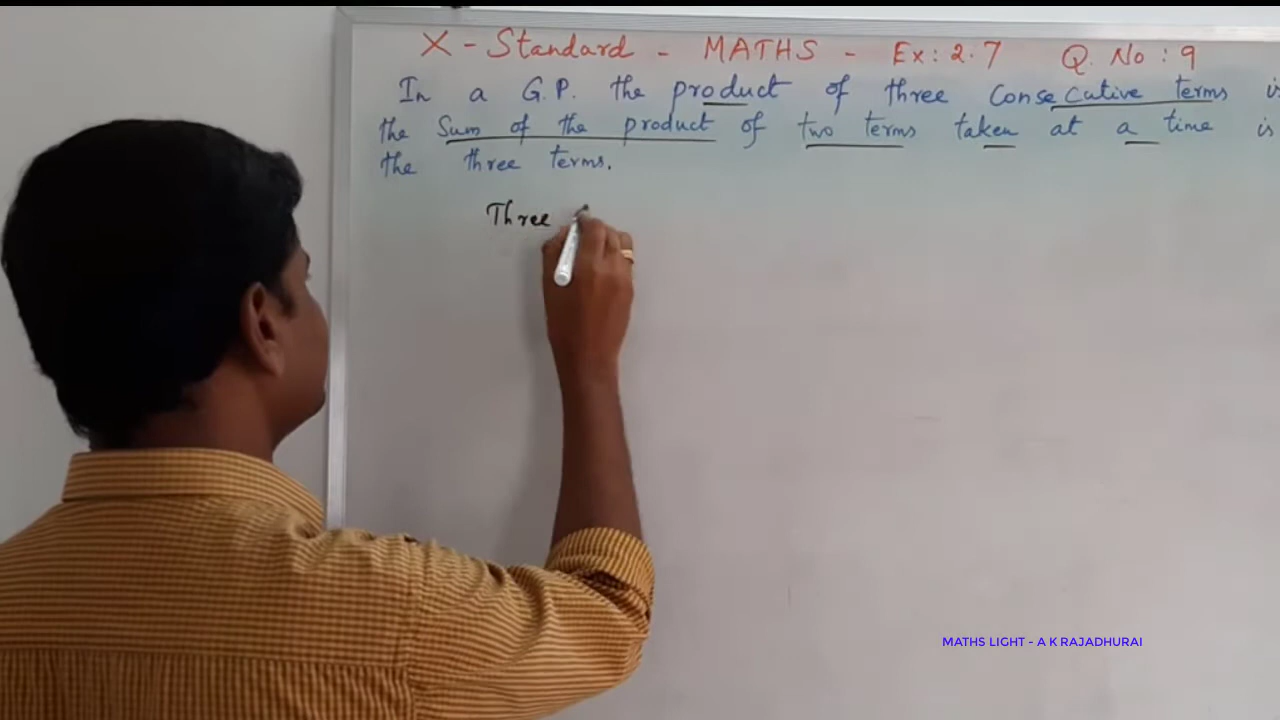 X - Standard - MATHS - Ex: 2.7 Q. No : 9
In a G.P. the product of three Consecutive terms is
the Sum of the product of two terms taken at a time is
the three terms.
Three
MATHS LIGHT - A K RAJADHURAI